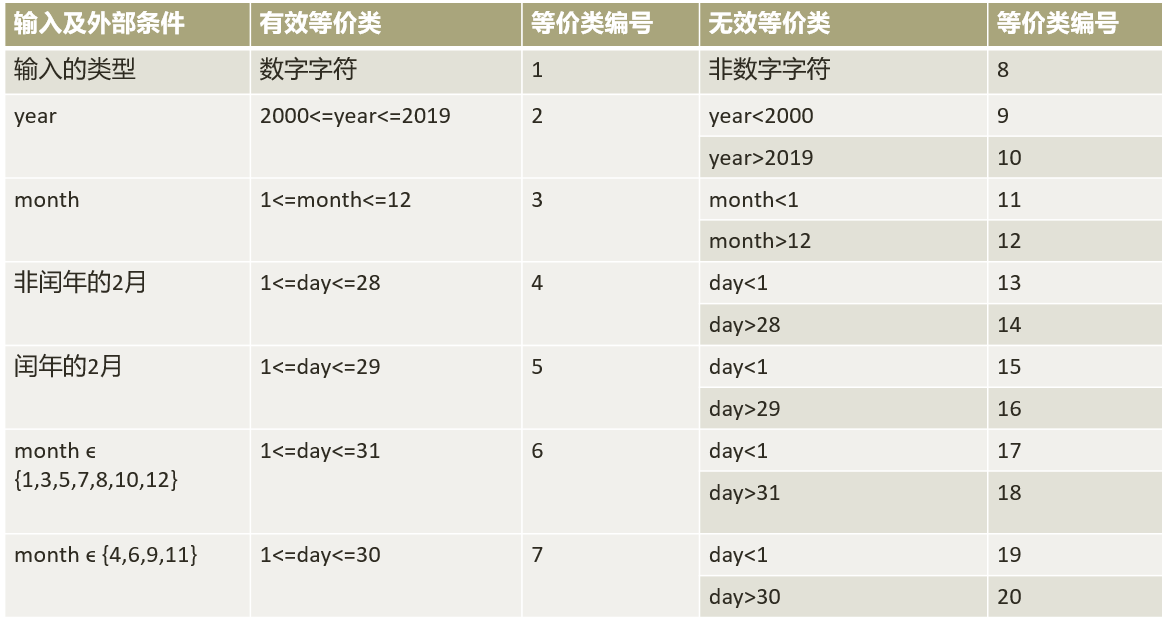 输入及外部条件 有效等价类 等价类编号 无效等价类 等价类编号
输入的类型 数字字符 1 非数字字符 8
year 2000<=year<=2019 2 year<2000 9
year>2019 10
month 1<=month<=12 3 month<1 11
month>12 12
非闰年的2月 1<=day<=28 4 day<1 13
day>28 14
闰年的2月 1<=day<=29 5 day<1 15
day>29 16
month ϵ 1<=day<=31 6 day<1 17
{1,3,5,7,8,10,12}
day>31 18
month ϵ {4,6,9,11} 1<=day<=30 7 day<1 19
day>30 20